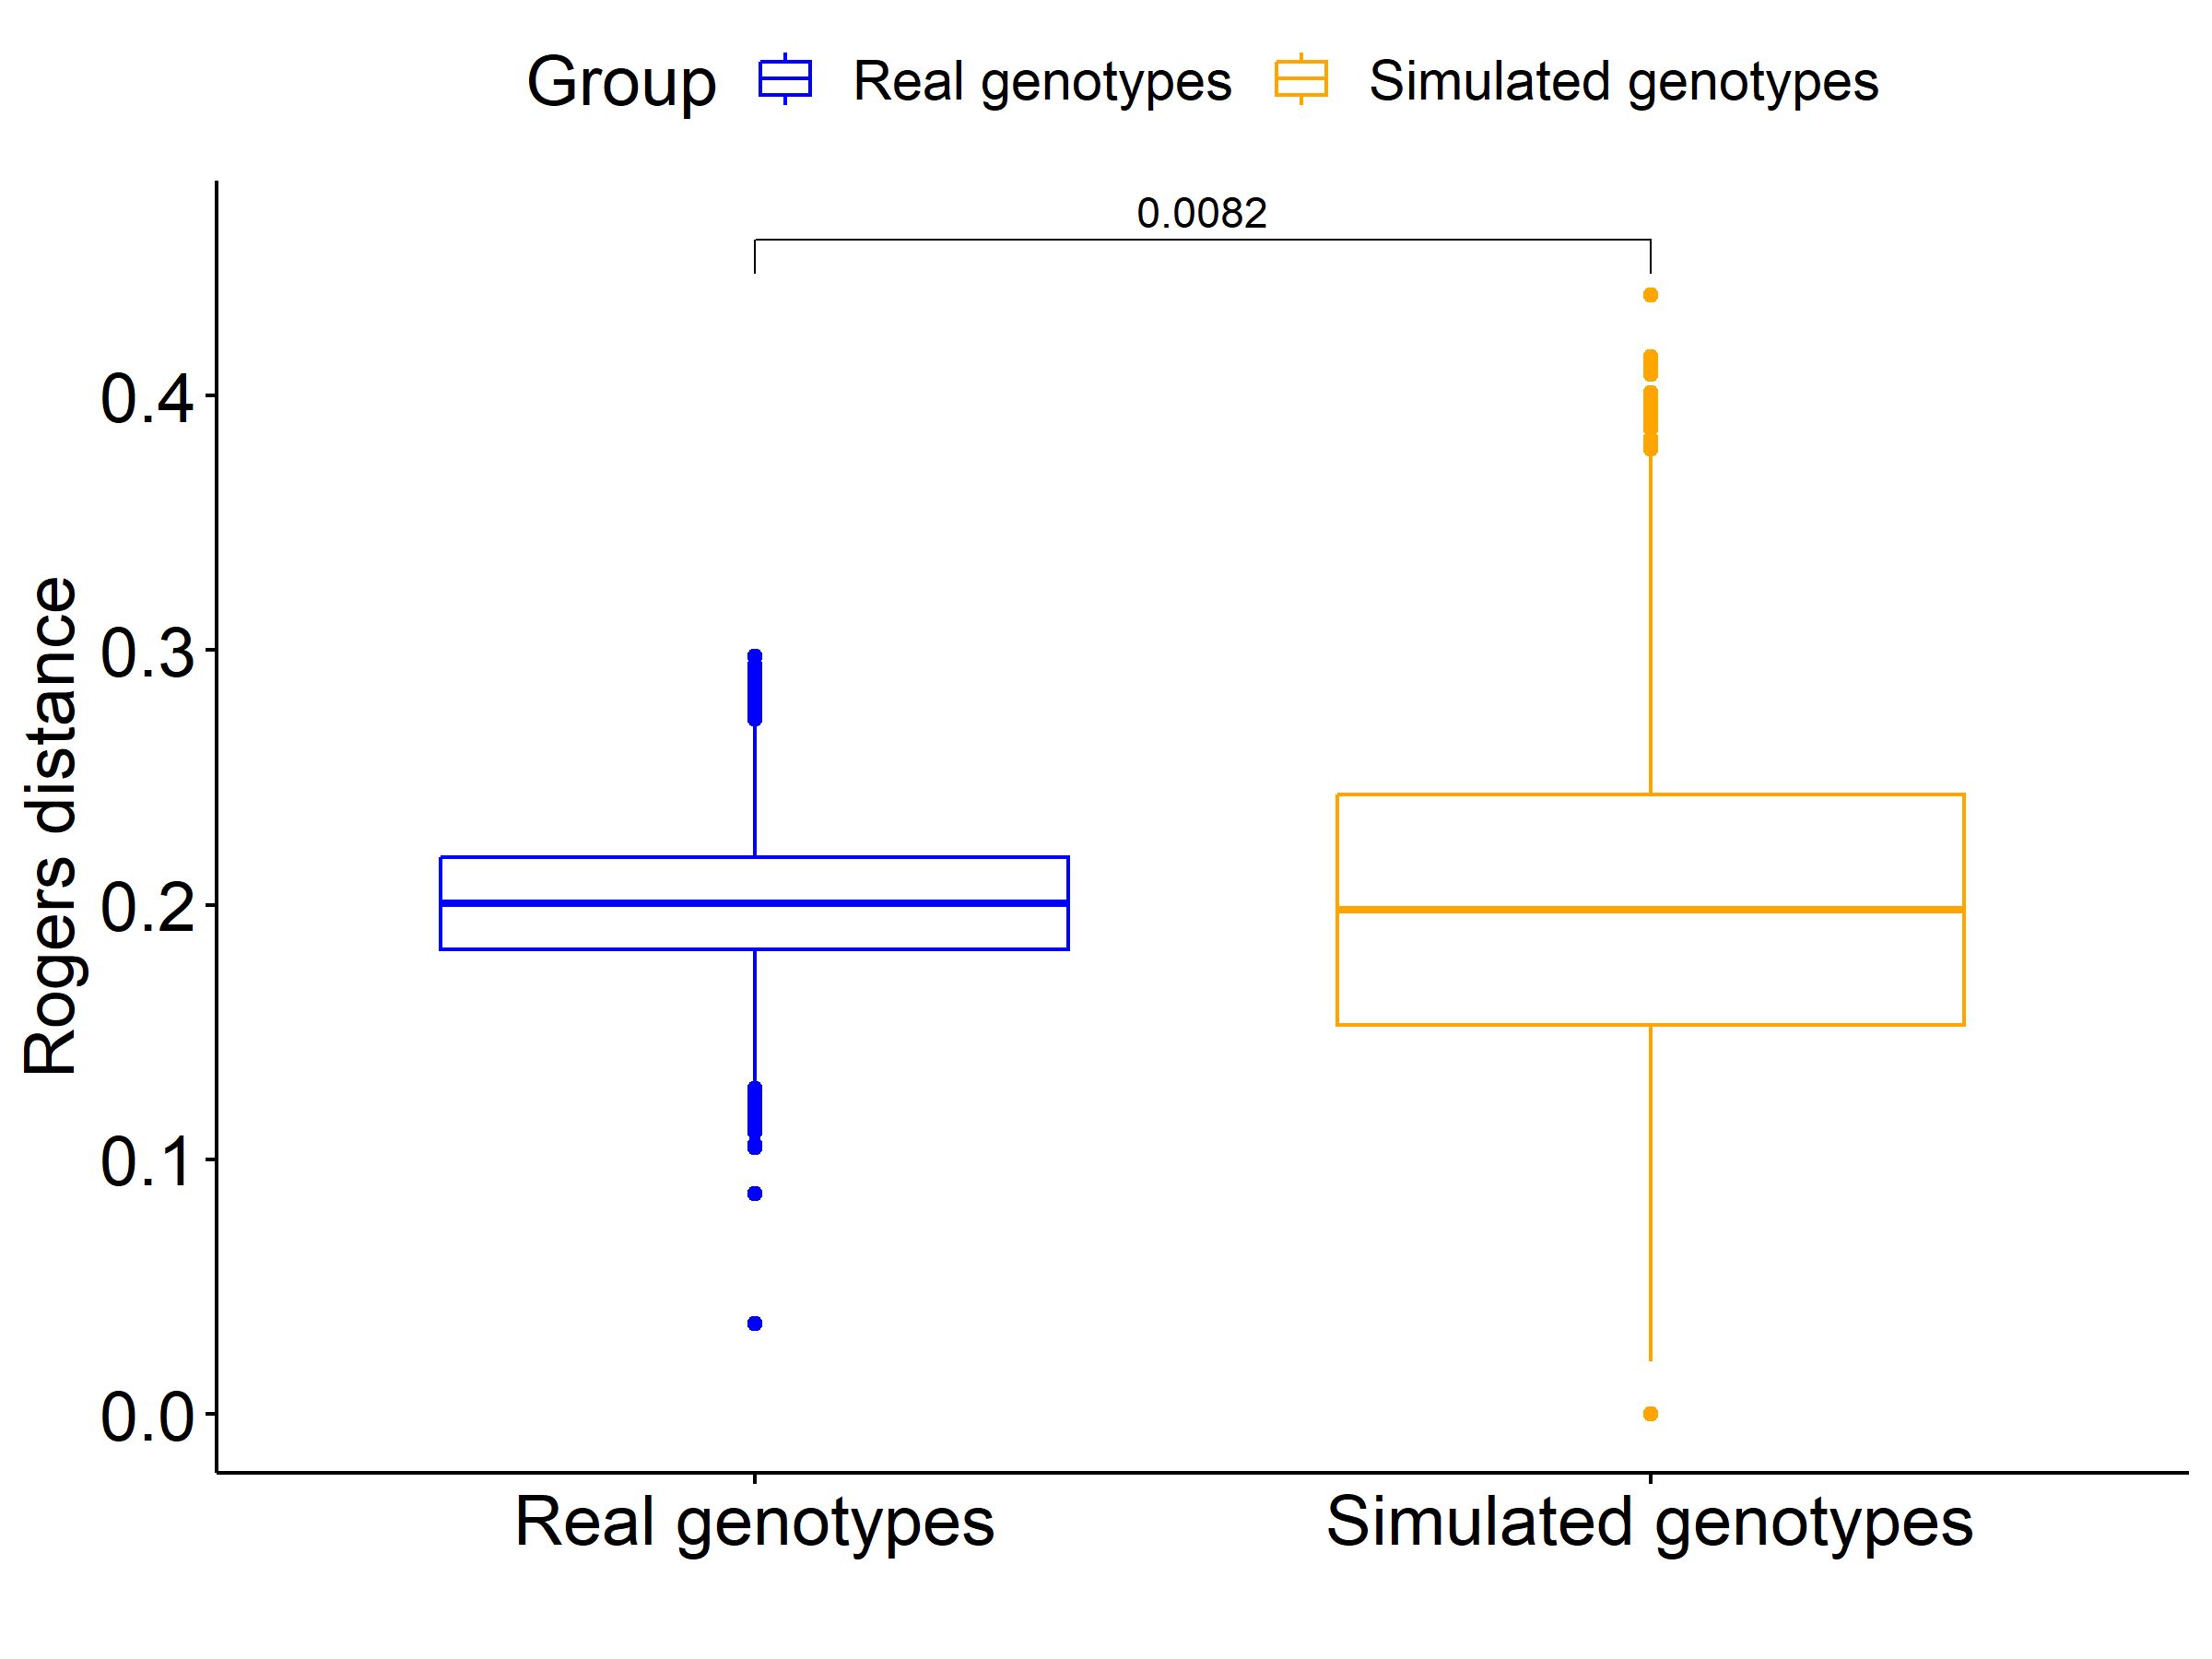 Group Real genotypes Simulated genotypes
0.0082
0.4
0.3
0.2
0.1
0.0
Rogers distance
Real genotypes Simulated genotypes